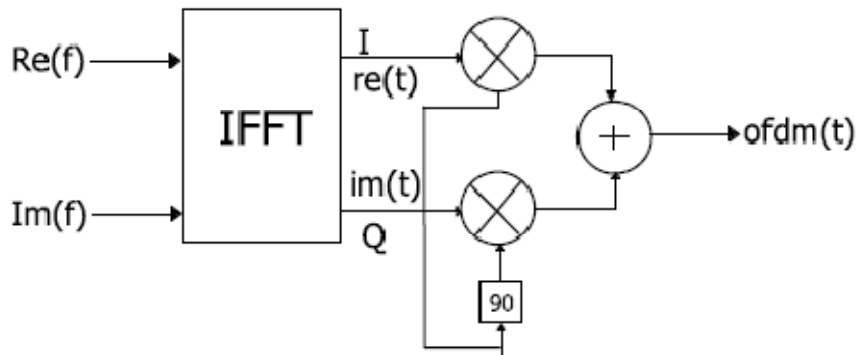 Re(f)
Im(f)
IFFT
I
re(t)
im(t)
Q
90
+
ofdm(t)